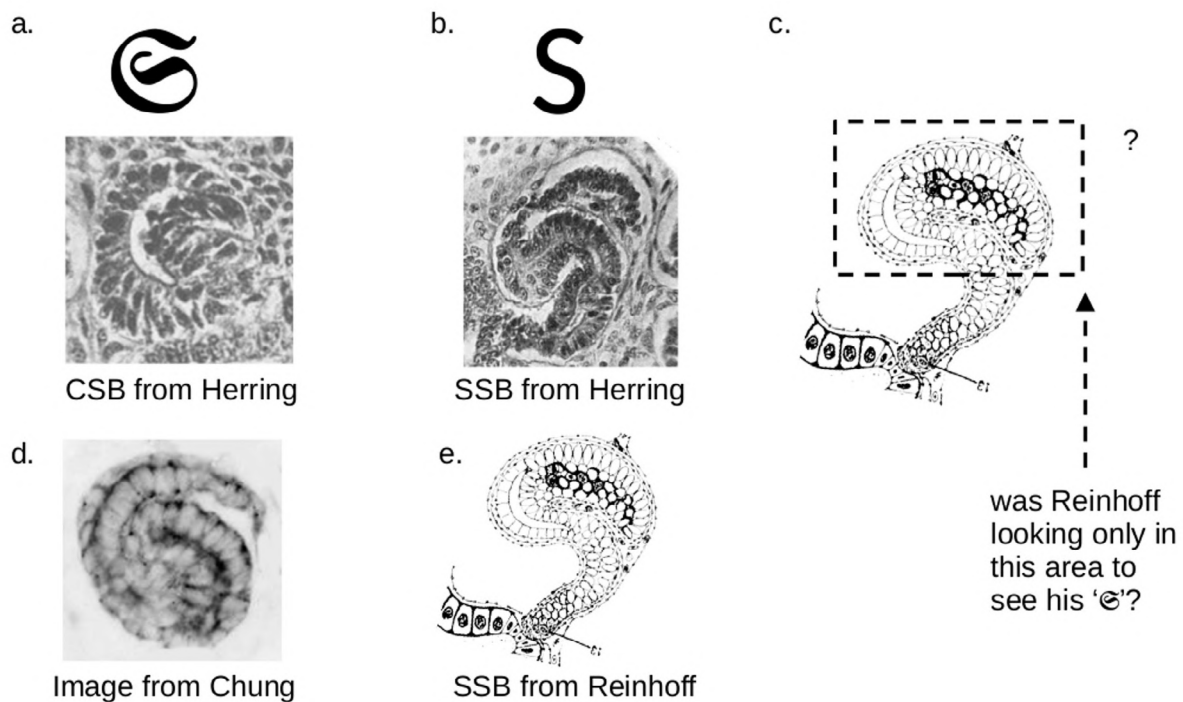 a.
b.
c.
𝕾
S
?
CSB from Herring
SSB from Herring
d.
e.
was Reinhoff
looking only in
this area to
see his ‘𝕾’?
Image from Chung
SSB from Reinhoff